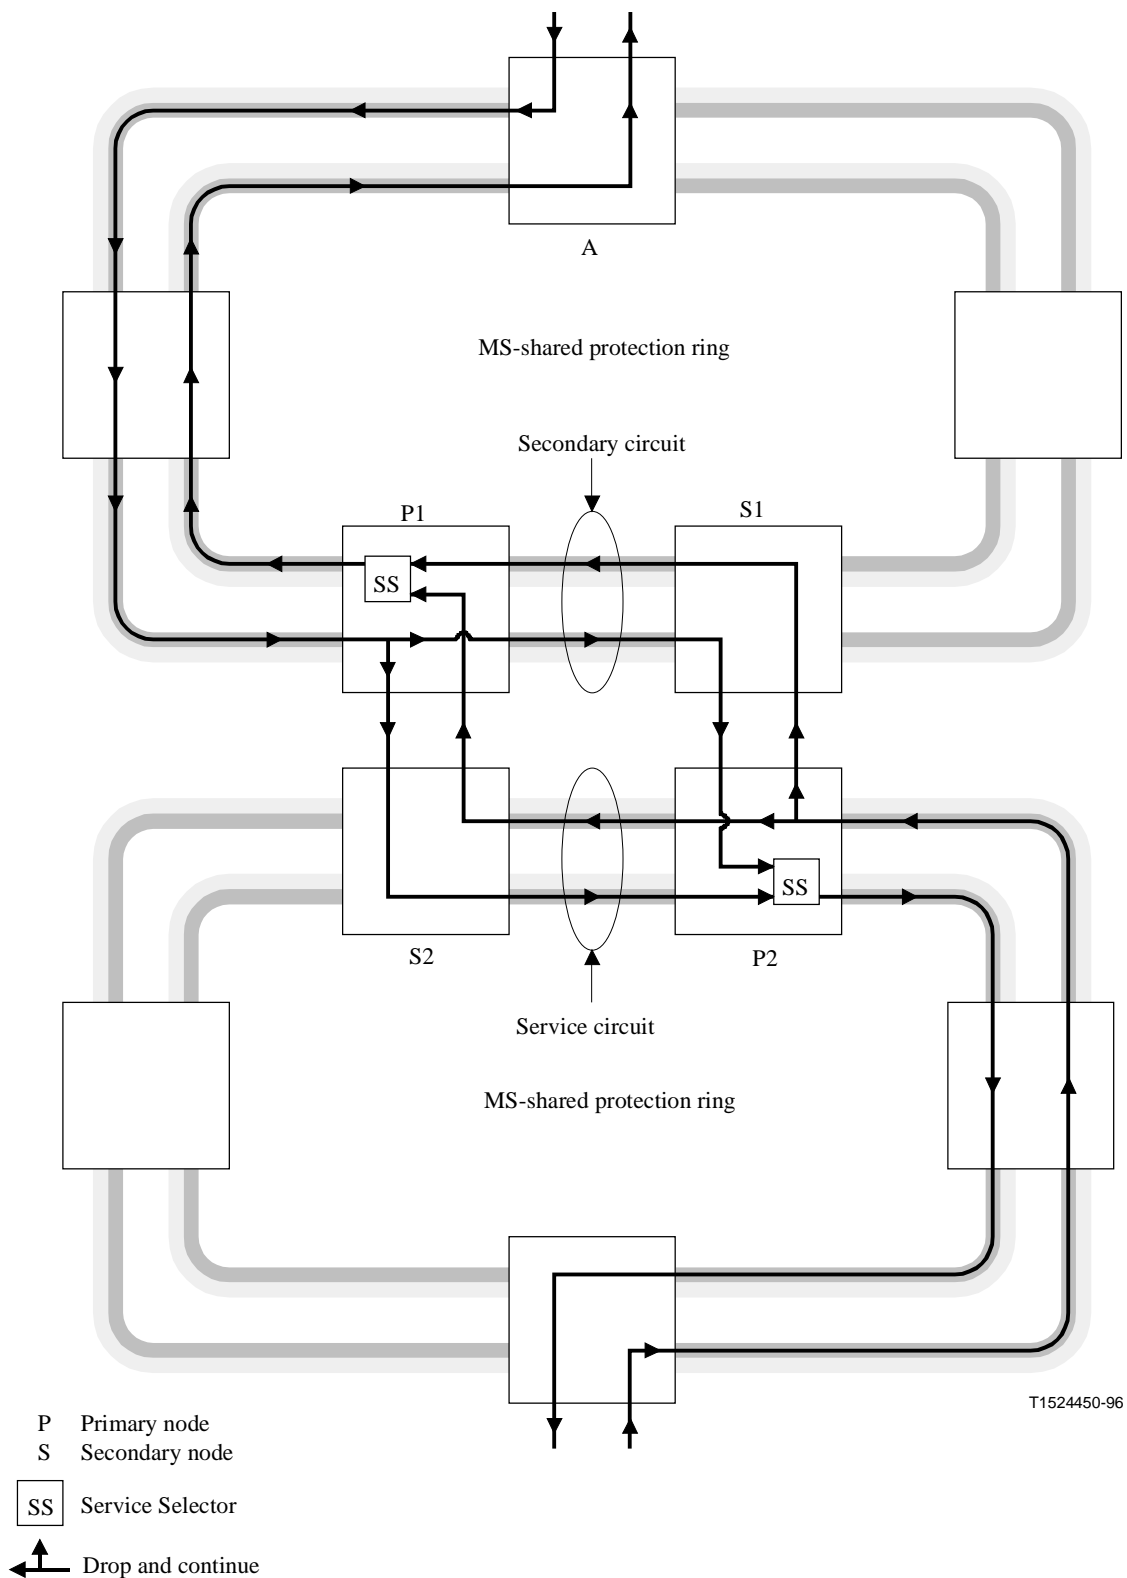 A
MS-shared protection ring
Secondary circuit
P1
S1
SS
SS
S2
P2
Service circuit
MS-shared protection ring
T1524450-96
P Primary node
S Secondary node
SS Service Selector
Drop and continue